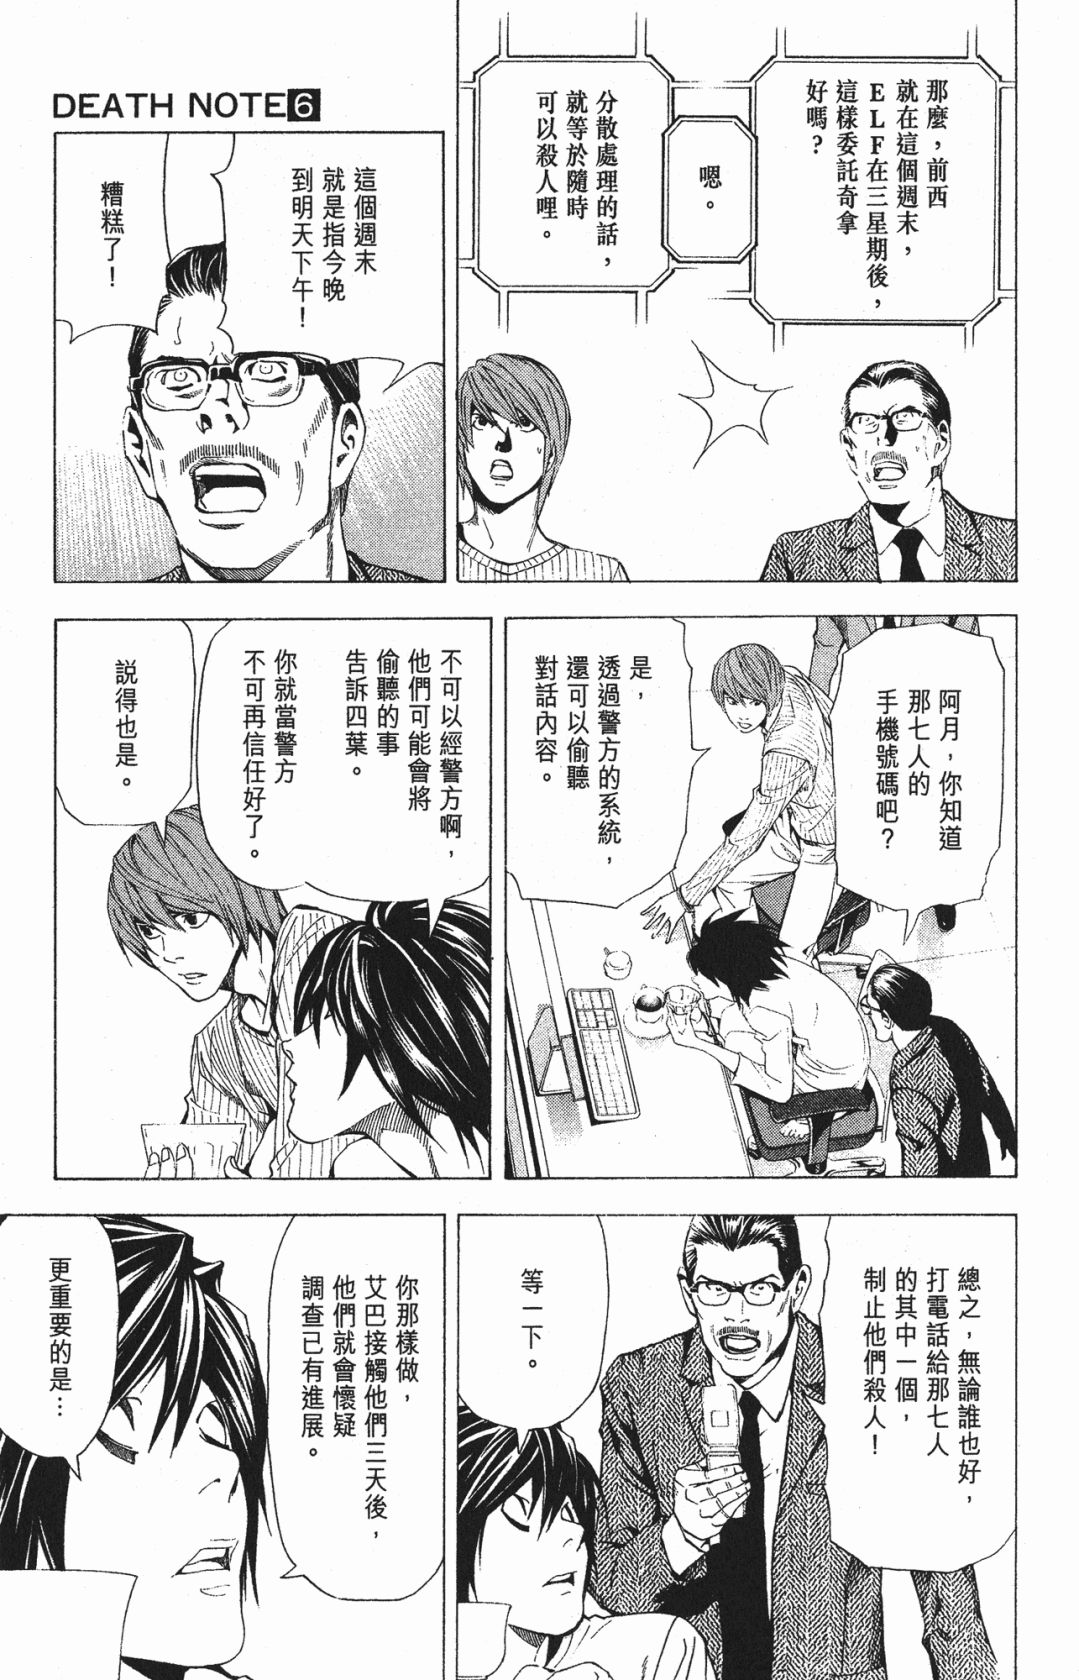 DEATH NOTE6
那麼，前西
就在這個週末，
ELF在三星期後，
這樣委託奇拿
好嗎？
嗯。
分散處理的話，
就等於隨時
可以殺人哩。
這個週末
就是指今晚
到明天下午！
糟糕了！
阿月，你知道
那七人的
手機號碼吧？
是，
透過警方的系統，
還可以偷聽
對話內容。
不可以經警方啊，
他們可能會將
偷聽的事
告訴四葉。
你就當警方
不可再信任好了。
說得也是。
總之，無論誰也好，
打電話給那七人
的其中一個，
制止他們殺人！
等一下。
你那樣做，
艾巴接觸他們三天後，
他們就會懷疑
調查已有進展。
更重要的是…